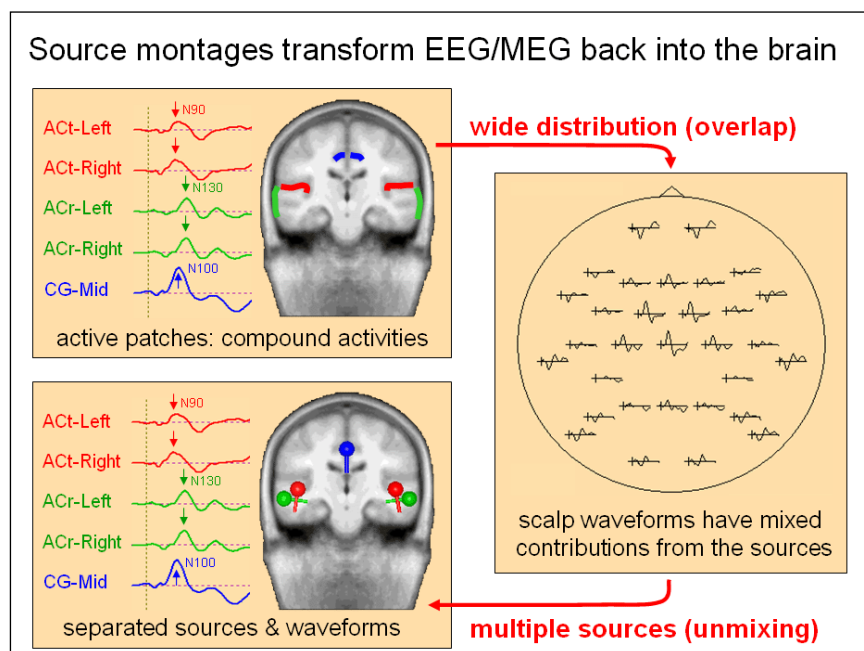 Source montages transform EEG/MEG back into the brain
N90
ACt-Left
ACt-Right
N130
ACr-Left
ACr-Right
N100
CG-Mid
active patches: compound activities
wide distribution (overlap)
scalp waveforms have mixed
contributions from the sources
N90
ACt-Left
ACt-Right
N130
ACr-Left
ACr-Right
N100
CG-Mid
separated sources & waveforms
multiple sources (unmixing)